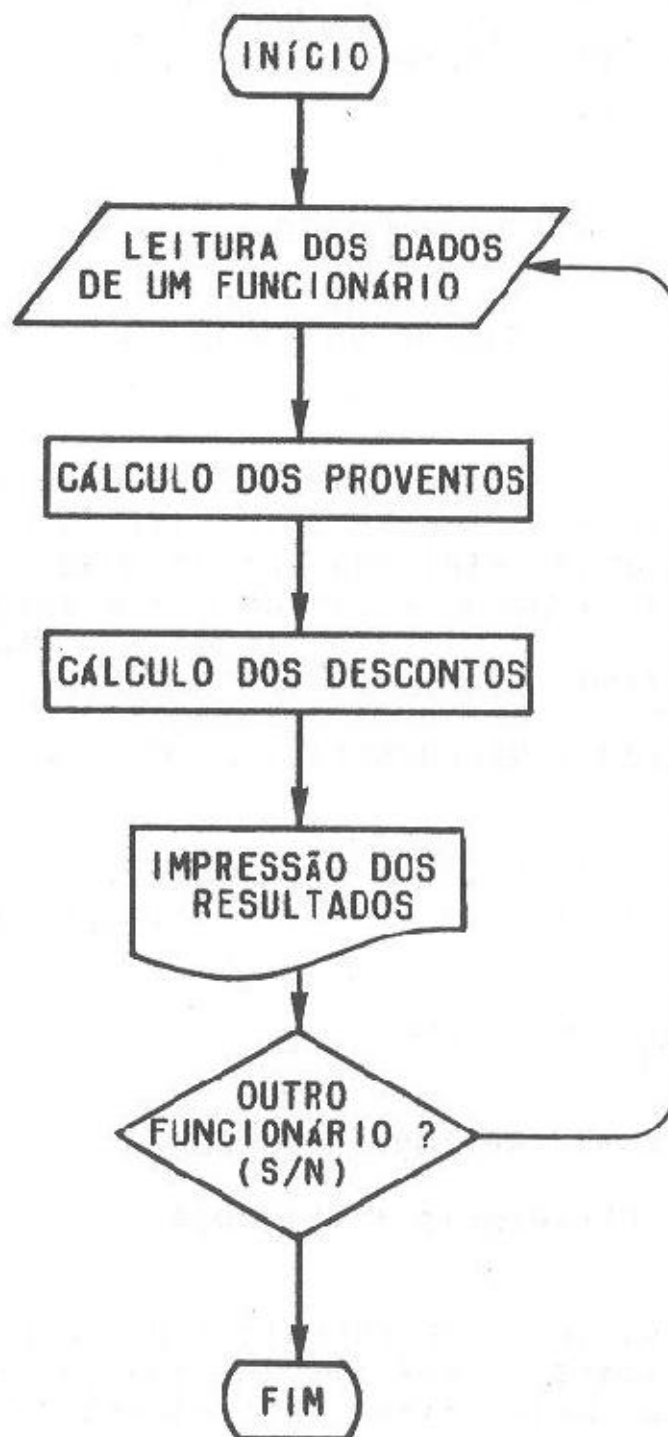 INÍCIO
LEITURA DOS DADOS
DE UM FUNCIONÁRIO
CÁLCULO DOS PROVENTOS
CÁLCULO DOS DESCONTOS
IMPRESSÃO DOS
RESULTADOS
OUTRO
FUNCIONÁRIO ?
(S/N)
FIM